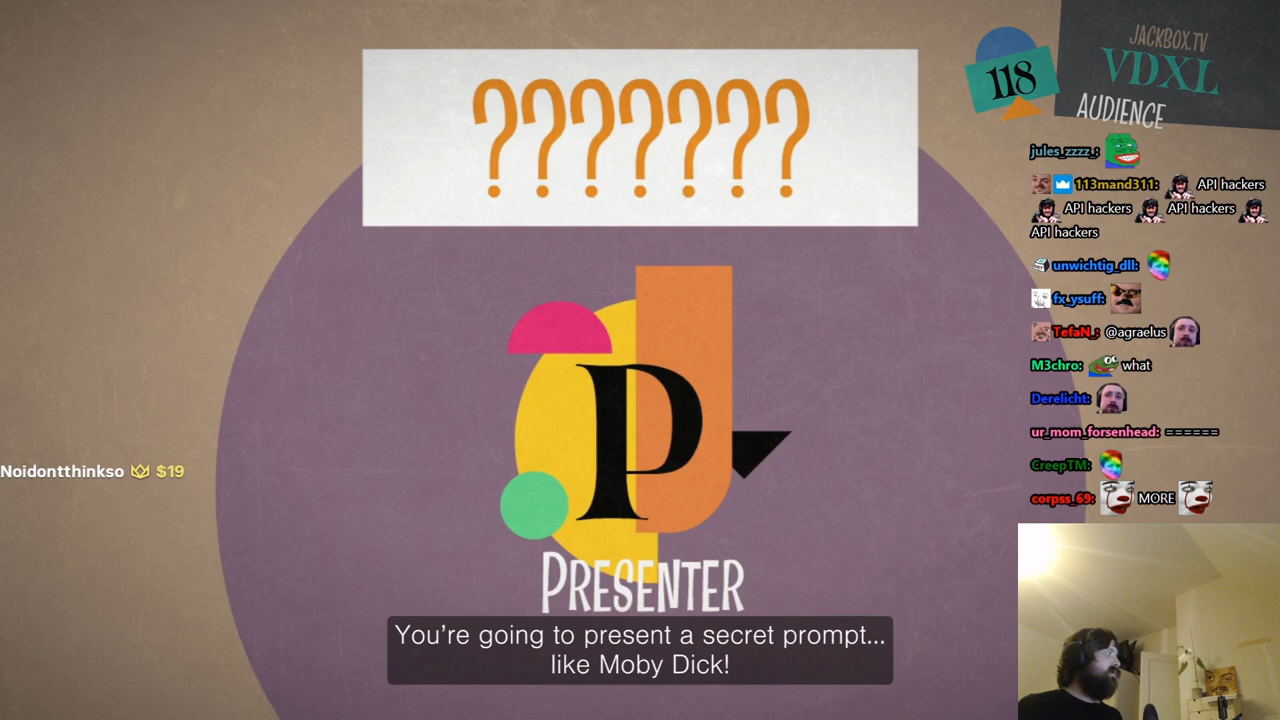 ???????
P
PRESENTER
You're going to present a secret prompt...
like Moby Dick!
Noidontthinkso $19
118
JACKBOX.TV
VDXL
AUDIENCE
jules_zzzz_:
113mand311: API hackers
API hackers API hackers
API hackers
unwichtig_dll:
fx_ysuff:
TefaN_: @agraelus
M3chro: what
Derelicht:
ur_mom_forsenhead: ======
CreepTM:
corpss_69: MORE